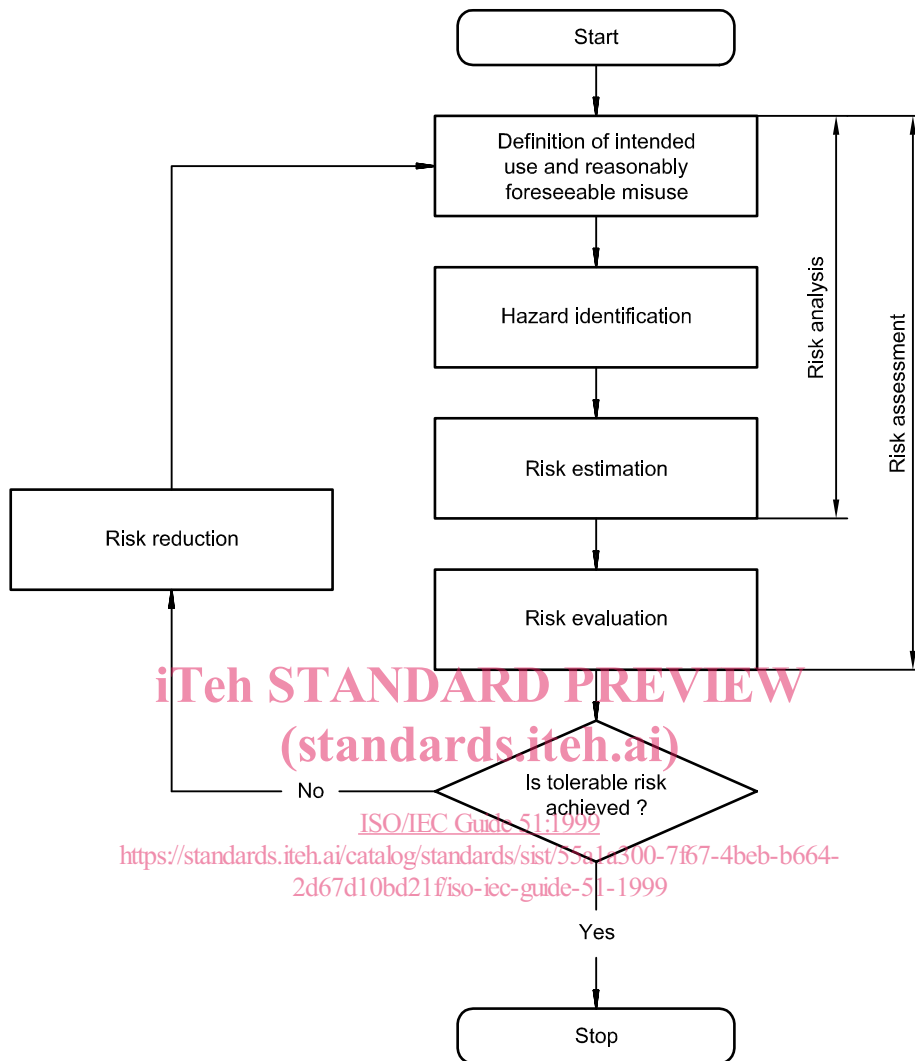 Start
Definition of intended
use and reasonably
foreseeable misuse
Hazard identification
Risk analysis
Risk assessment
Risk estimation
Risk reduction
Risk evaluation
iTeh STANDARD PREVIEW
(standards.iteh.ai)
Is tolerable risk
achieved ?
No
ISO/IEC Guide 51:1999
https://standards.iteh.ai/catalog/standards/sist/55a1a300-7f67-4beb-b664-
2d67d10bd21f/iso-iec-guide-51-1999
Yes
Stop